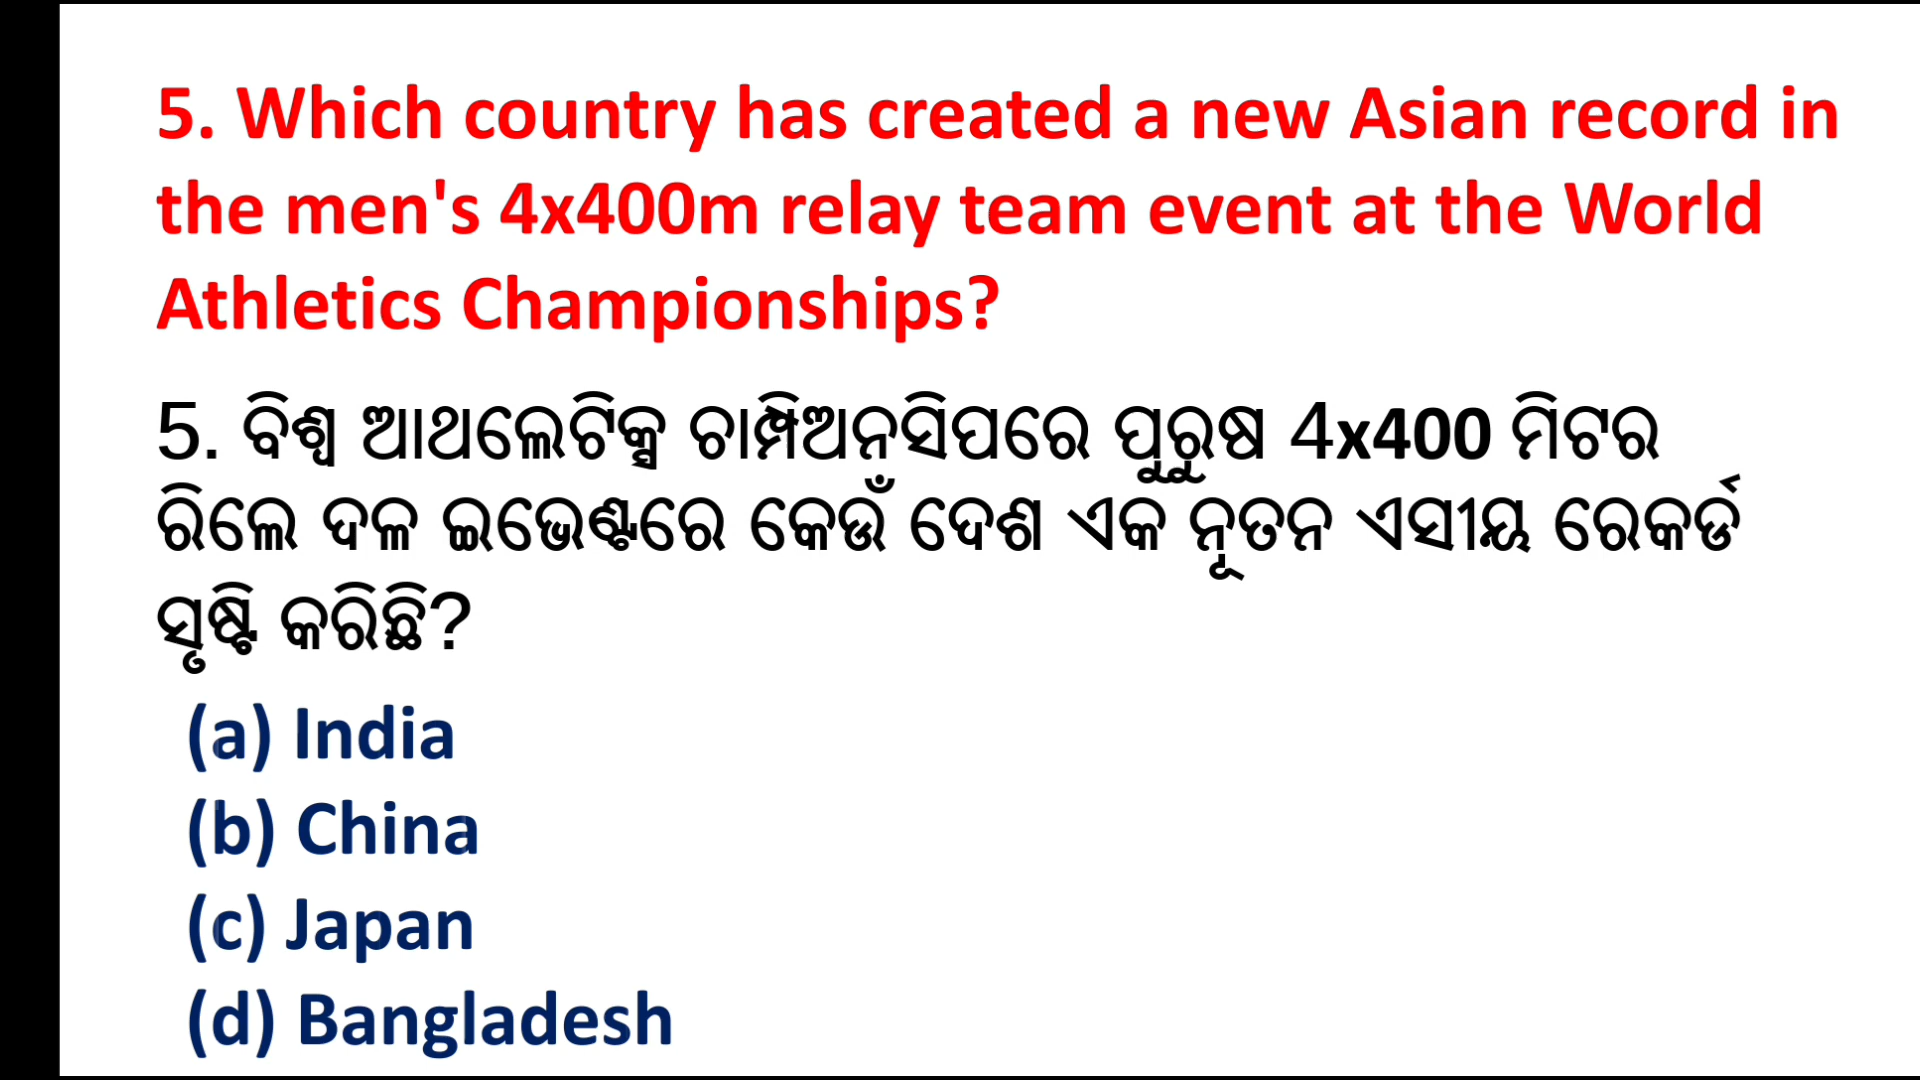 5. Which country has created a new Asian record in
the men's 4x400m relay team event at the World
Athletics Championships?
5. ବିଶ୍ୱ ଆଥଲେଟିକ୍ସ ଚାମ୍ପିଅନସିପରେ ପୁରୁଷ 4x400 ମିଟର
ରିଲେ ଦଳ ଇଭେଣ୍ଟରେ କେଉଁ ଦେଶ ଏକ ନୂତନ ଏସୀୟ ରେକର୍ଡ
ସୃଷ୍ଟି କରିଛି?
(a) India
(b) China
(c) Japan
(d) Bangladesh